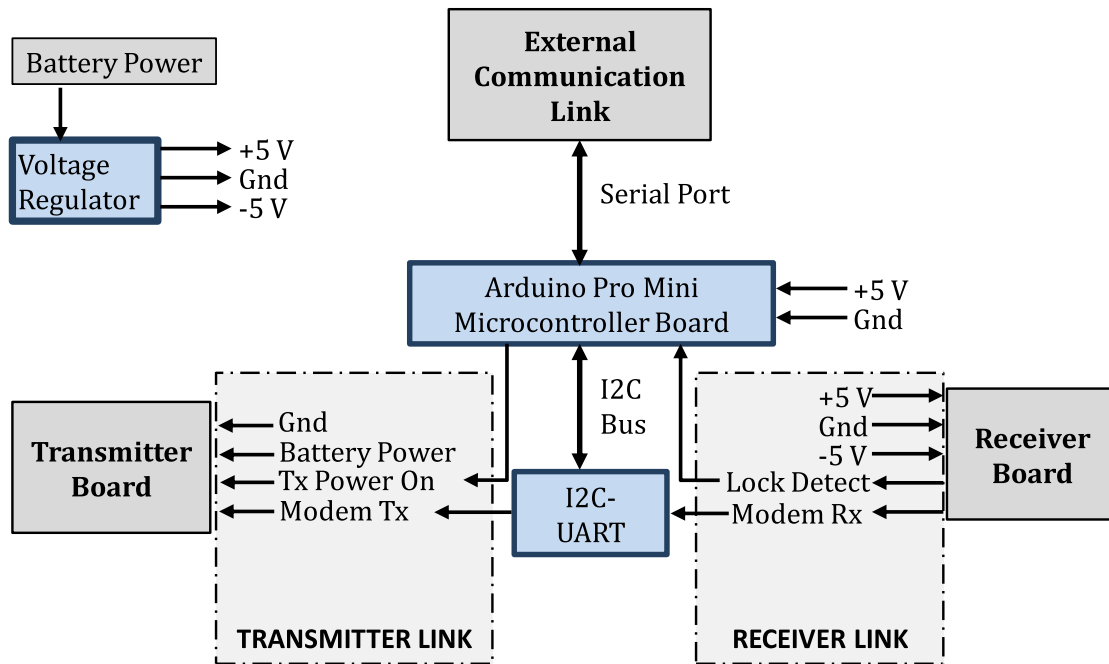 Battery Power
Voltage
Regulator
+5 V
Gnd
-5 V
External
Communication
Link
Serial Port
Arduino Pro Mini
Microcontroller Board
+5 V
Gnd
I2C
Bus
Transmitter
Board
Gnd
Battery Power
Tx Power On
Modem Tx
TRANSMITTER LINK
I2C-
UART
+5 V
Gnd
-5 V
Lock Detect
Modem Rx
RECEIVER LINK
Receiver
Board